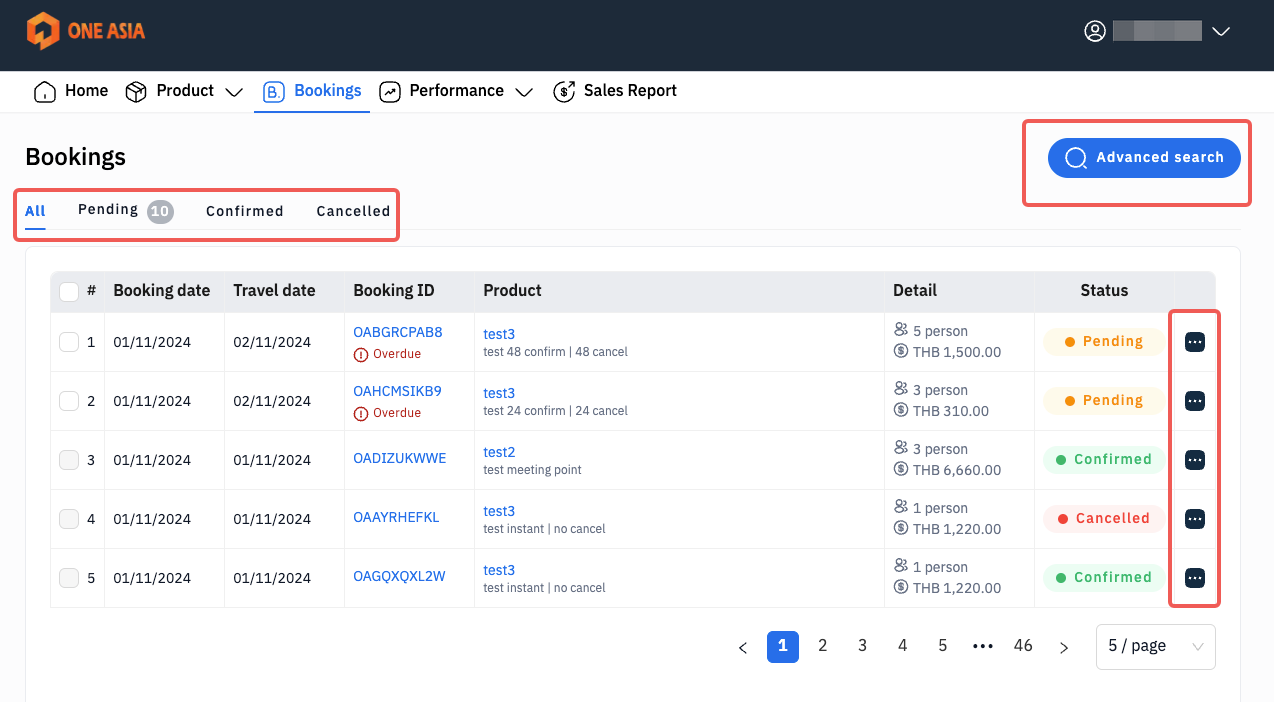 ONE ASIA
Home Product Bookings Performance Sales Report
Bookings
Advanced search
All Pending 10 Confirmed Cancelled
# Booking date Travel date Booking ID Product Detail Status
1 01/11/2024 02/11/2024 OABGRCPAB8 test3 5 person Pending
Overdue test 48 confirm | 48 cancel THB 1,500.00
2 01/11/2024 02/11/2024 OAHCMSIKB9 test3 3 person Pending
Overdue test 24 confirm | 24 cancel THB 310.00
3 01/11/2024 01/11/2024 OADIZUKWWE test2 3 person Confirmed
test meeting point THB 6,660.00
4 01/11/2024 01/11/2024 OAAYRHEFKL test3 1 person Cancelled
test instant | no cancel THB 1,220.00
5 01/11/2024 01/11/2024 OAGQXQXL2W test3 1 person Confirmed
test instant | no cancel THB 1,220.00
< 1 2 3 4 5 ••• 46 > 5 / page